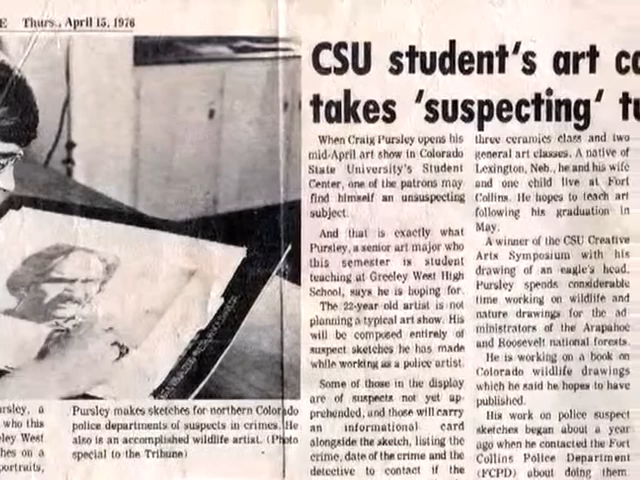 E Thurs., April 15, 1976
CSU student's art
takes 'suspecting'
When Craig Pursley opens his
mid-April art show in Colorado
State University's Student
Center, one of the patrons may
find himself an unsuspecting
subject.
And that is exactly what
Pursley, a senior art major who
this semester is student
teaching at Greeley West High
School, says he is hoping for.
The 22-year old artist is not
planning a typical art show. His
will be composed entirely of
suspect sketches he has made
while working as a police artist.
Some of those in the display
are of suspects not yet ap-
prehended, and those will carry
an informational card
alongside the sketch, listing the
crime, date of the crime and the
detective to contact if the
three ceramics class and two
general art classes. A native of
Lexington, Neb., he and his wife
and one child live at Fort
Collins. He hopes to teach art
following his graduation in
May.
A winner of the CSU Creative
Arts Symposium with his
drawing of an eagle's head,
Pursley spends considerable
time working on wildlife and
nature drawings for the ad
ministrators of the Arapahoe
and Roosevelt national forests.
He is working on a book on
Colorado wildlife drawings
which he said he hopes to have
published.
His work on police suspect
sketches began about a year
ago when he contacted the Fort
Collins Police Department
(FCPD) about doing them.
ursley, a
who this
eley West
hes on a
portraits,
Pursley makes sketches for northern Colorado
police departments of suspects in crimes. He
also is an accomplished wildlife artist. (Photo
special to the Tribune)